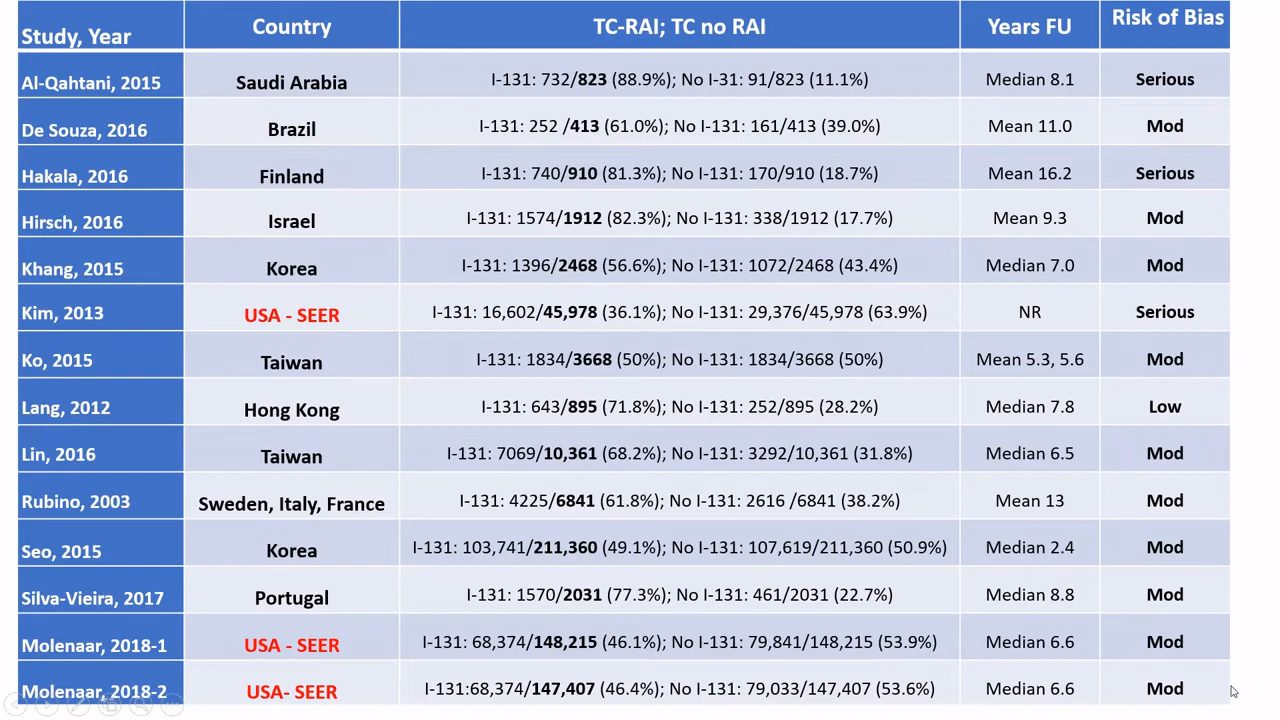 Study, Year Country TC-RAI; TC no RAI Years FU Risk of Bias
Al-Qahtani, 2015 Saudi Arabia I-131: 732/823 (88.9%); No I-31: 91/823 (11.1%) Median 8.1 Serious
De Souza, 2016 Brazil I-131: 252 /413 (61.0%); No I-131: 161/413 (39.0%) Mean 11.0 Mod
Hakala, 2016 Finland I-131: 740/910 (81.3%); No I-131: 170/910 (18.7%) Mean 16.2 Serious
Hirsch, 2016 Israel I-131: 1574/1912 (82.3%); No I-131: 338/1912 (17.7%) Mean 9.3 Mod
Khang, 2015 Korea I-131: 1396/2468 (56.6%); No I-131: 1072/2468 (43.4%) Median 7.0 Mod
Kim, 2013 USA - SEER I-131: 16,602/45,978 (36.1%); No I-131: 29,376/45,978 (63.9%) NR Serious
Ko, 2015 Taiwan I-131: 1834/3668 (50%); No I-131: 1834/3668 (50%) Mean 5.3, 5.6 Mod
Lang, 2012 Hong Kong I-131: 643/895 (71.8%); No I-131: 252/895 (28.2%) Median 7.8 Low
Lin, 2016 Taiwan I-131: 7069/10,361 (68.2%); No I-131: 3292/10,361 (31.8%) Median 6.5 Mod
Rubino, 2003 Sweden, Italy, France I-131: 4225/6841 (61.8%); No I-131: 2616 /6841 (38.2%) Mean 13 Mod
Seo, 2015 Korea I-131: 103,741/211,360 (49.1%); No I-131: 107,619/211,360 (50.9%) Median 2.4 Mod
Silva-Vieira, 2017 Portugal I-131: 1570/2031 (77.3%); No I-131: 461/2031 (22.7%) Median 8.8 Mod
Molenaar, 2018-1 USA - SEER I-131: 68,374/148,215 (46.1%); No I-131: 79,841/148,215 (53.9%) Median 6.6 Mod
Molenaar, 2018-2 USA- SEER I-131:68,374/147,407 (46.4%); No I-131: 79,033/147,407 (53.6%) Median 6.6 Mod